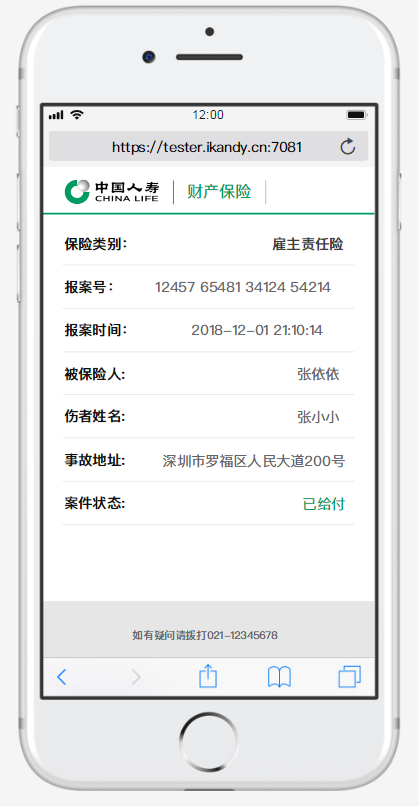 12:00
https://tester.ikandy.cn:7081
中国人寿 财产保险
CHINA LIFE
保险类别： 雇主责任险
报案号： 12457 65481 34124 54214
报案时间： 2018-12-01 21:10:14
被保险人: 张依依
伤者姓名: 张小小
事故地址: 深圳市罗福区人民大道200号
案件状态: 已给付
如有疑问请拨打021-12345678